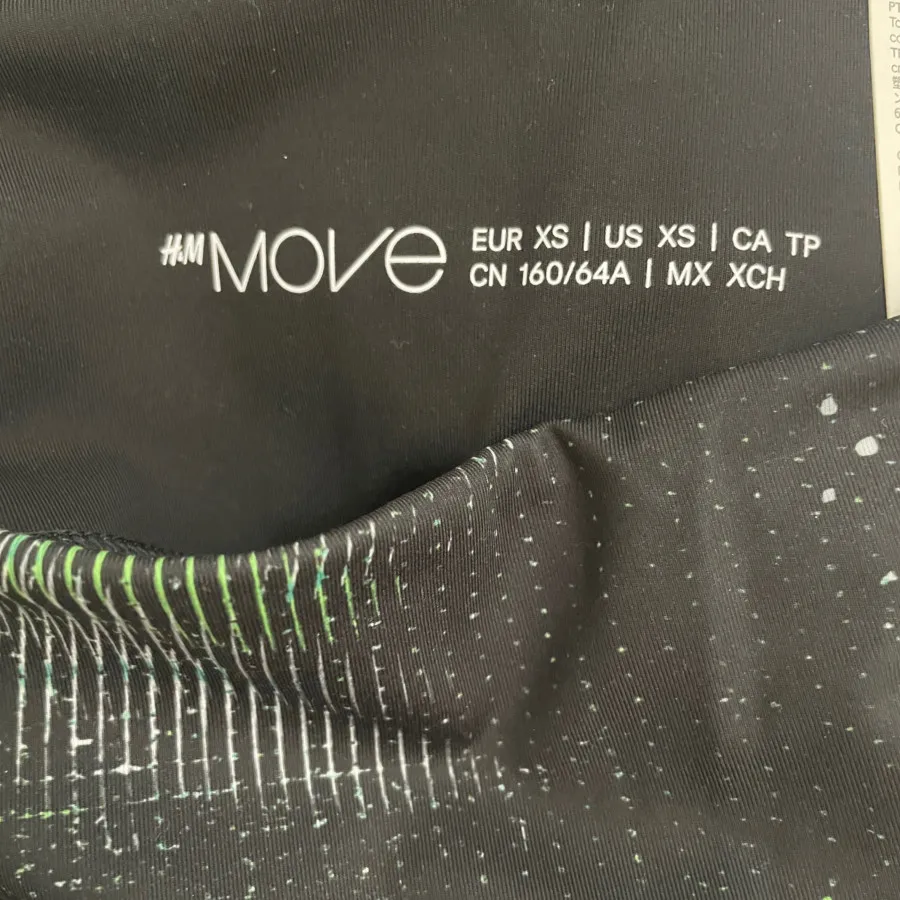 H&M MOVE
EUR XS | US XS | CA TP
CN 160/64A | MX XCH